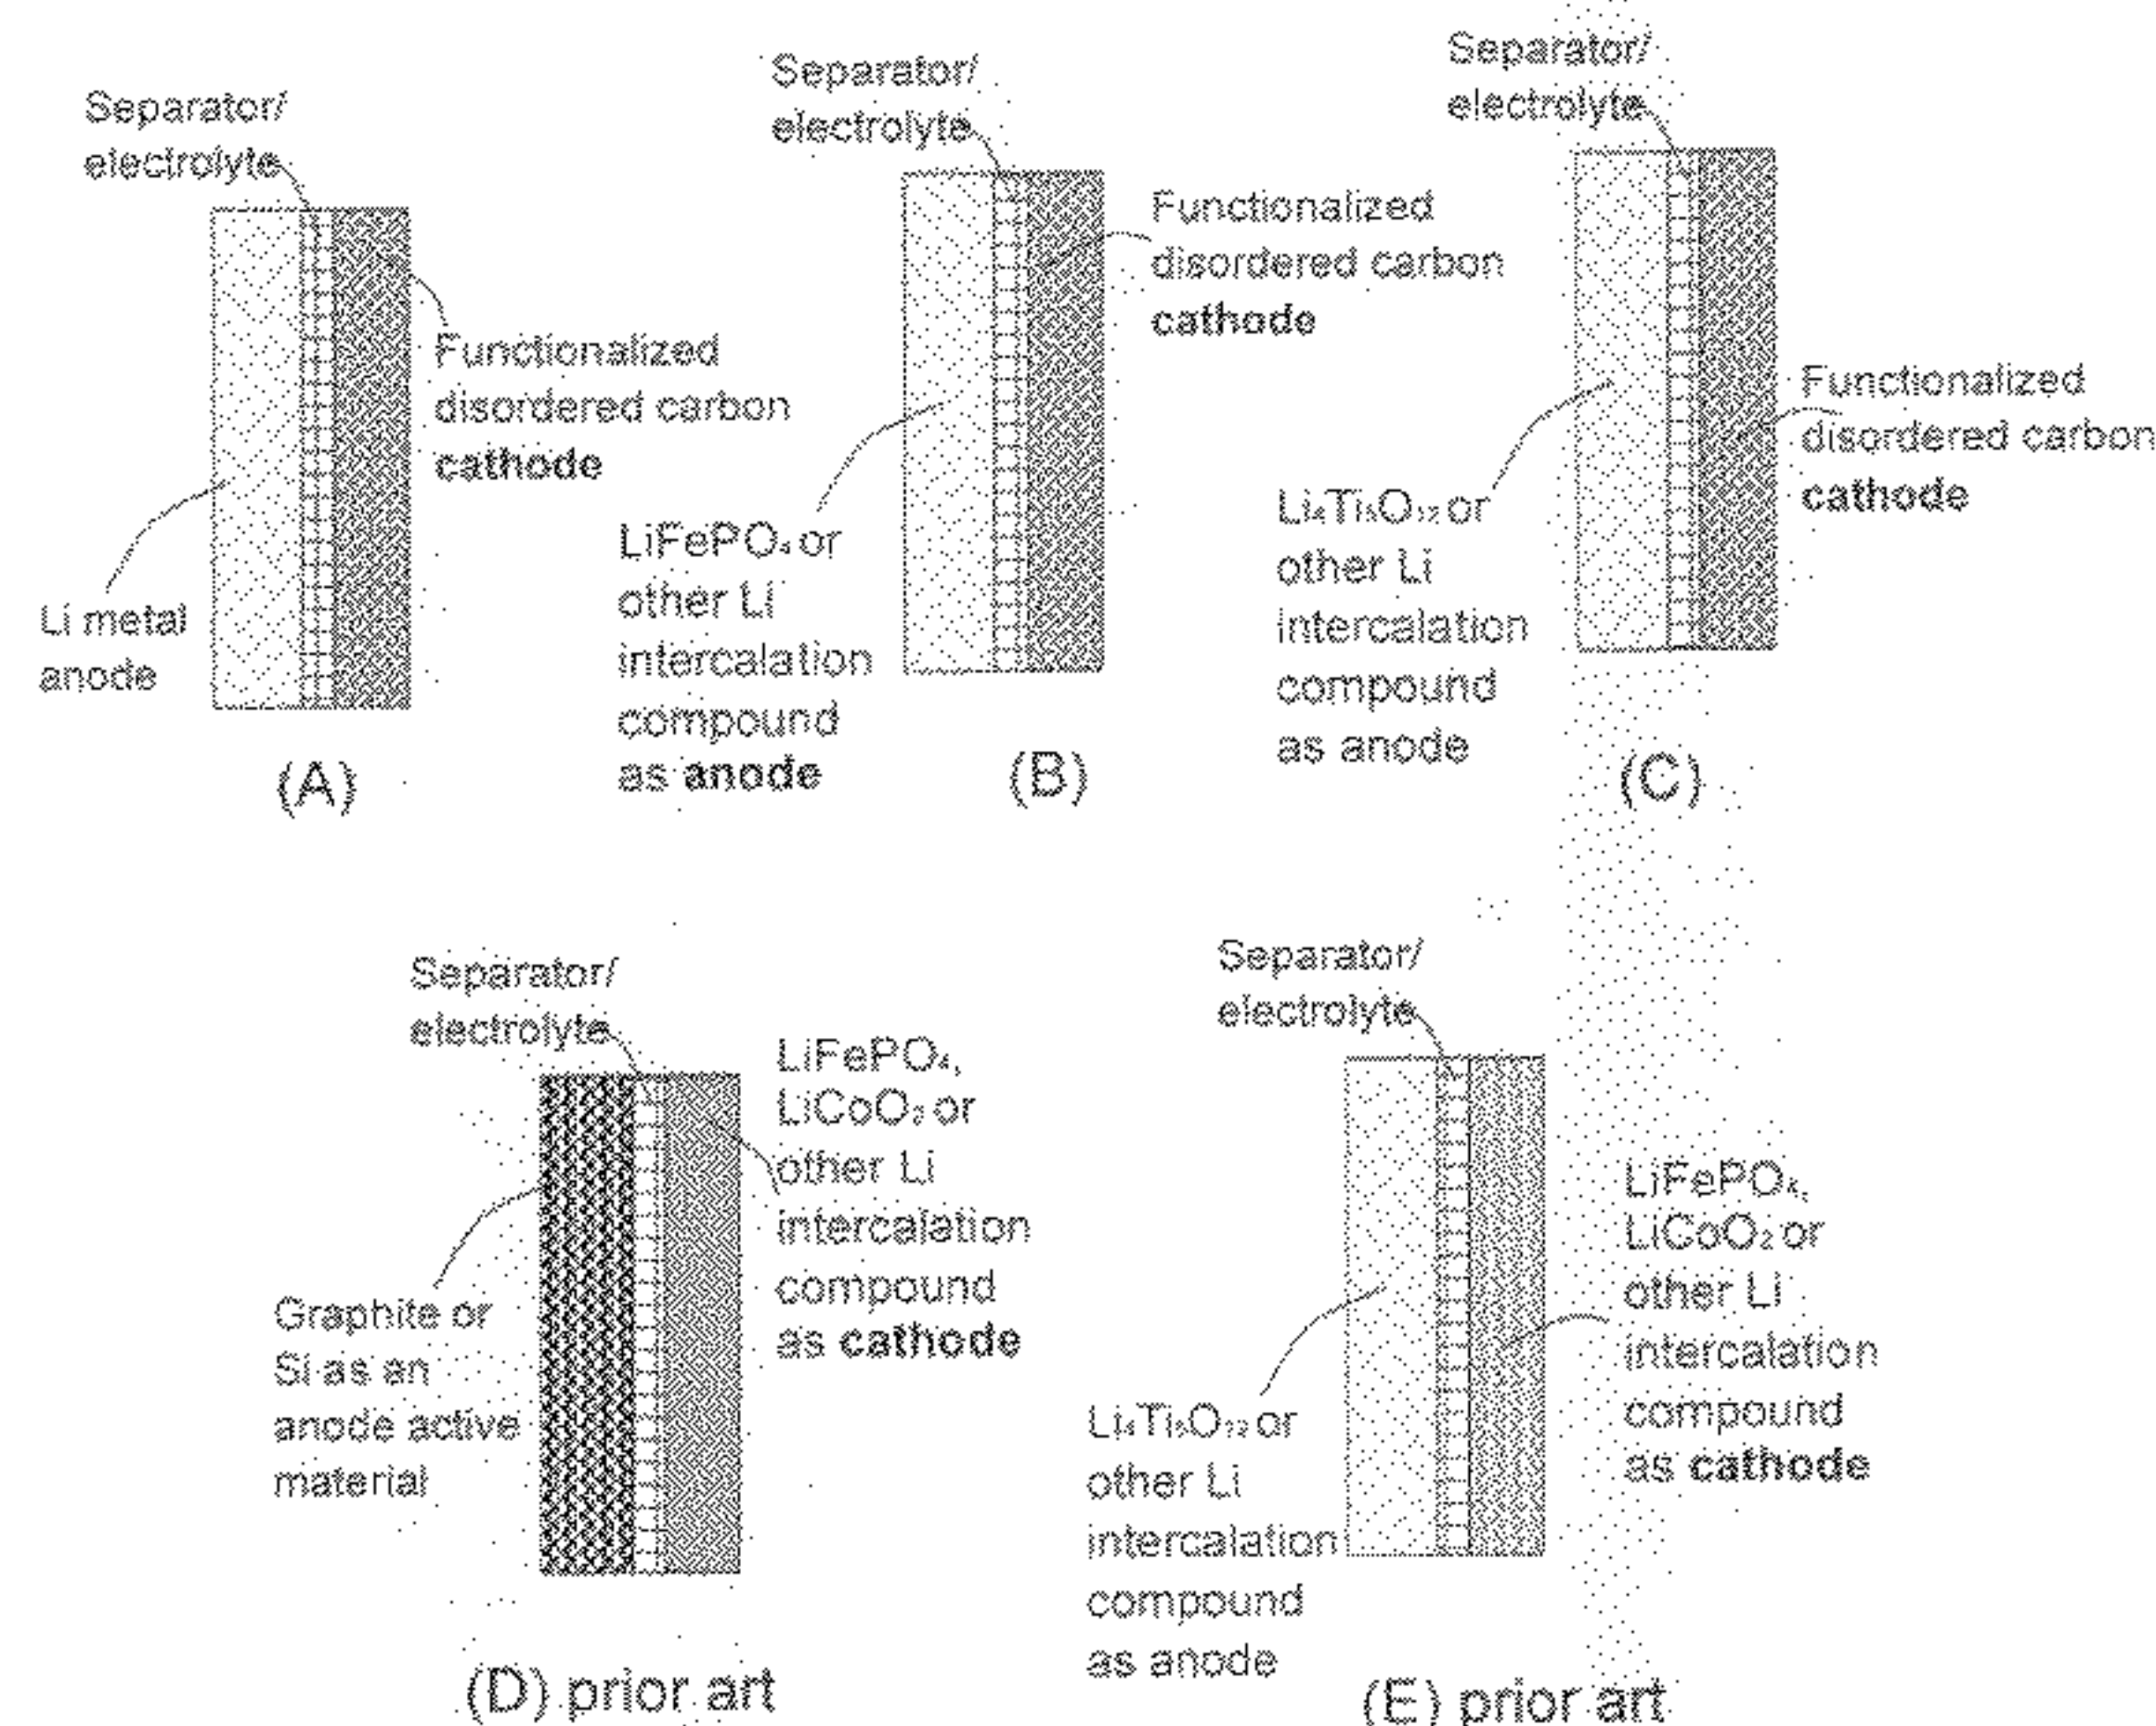 Separator/
electrolyte
Functionalized
disordered carbon
cathode
Li metal
anode
(A)
Separator/
electrolyte
Functionalized
disordered carbon
cathode
LiFePO₄ or
other Li
intercalation
compound
as anode
(B)
Separator/
electrolyte
Functionalized
disordered carbon
cathode
Li₄Ti₅O₁₂ or
other Li
intercalation
compound
as anode
(C)
Separator/
electrolyte
LiFePO₄,
LiCoO₂ or
other Li
intercalation
compound
as cathode
Graphite or
Si as an
anode active
material
(D) prior art
Separator/
electrolyte
LiFePO₄,
LiCoO₂ or
other Li
intercalation
compound
as cathode
Li₄Ti₅O₁₂ or
other Li
intercalation
compound
as anode
(E) prior art